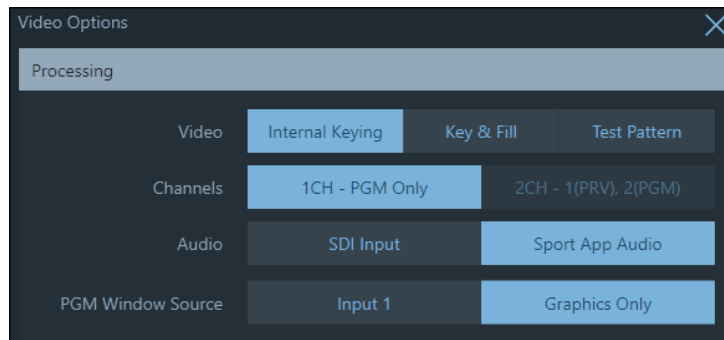 Video Options
Processing
Video Internal Keying Key & Fill Test Pattern
Channels 1CH - PGM Only 2CH - 1(PRV), 2(PGM)
Audio SDI Input Sport App Audio
PGM Window Source Input 1 Graphics Only